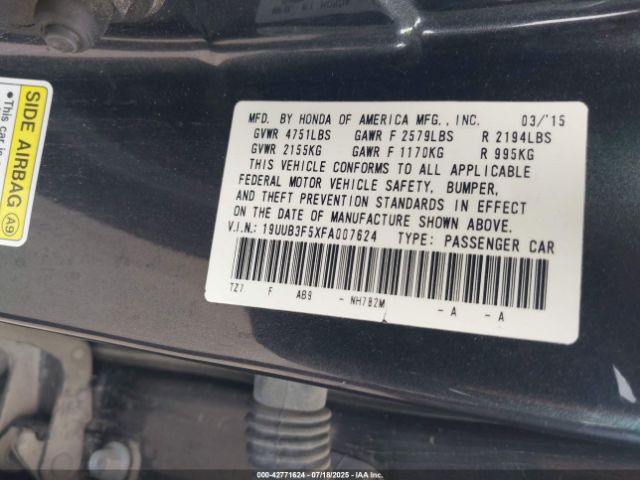 SIDE AIRBAG A9
This car is
MFD. BY HONDA OF AMERICA MFG., INC. 03/'15
GVWR 4751LBS GAWR F 2579LBS R 2194LBS
GVWR 2155KG GAWR F 1170KG R 995KG
THIS VEHICLE CONFORMS TO ALL APPLICABLE
FEDERAL MOTOR VEHICLE SAFETY, BUMPER,
AND THEFT PREVENTION STANDARDS IN EFFECT
ON THE DATE OF MANUFACTURE SHOWN ABOVE.
V.I.N.: 19UUB3F5XFA007624 TYPE: PASSENGER CAR
TZ7 F AB9 - NH782M - A - A
000-42771624 07/18/2025 - IAAI.com